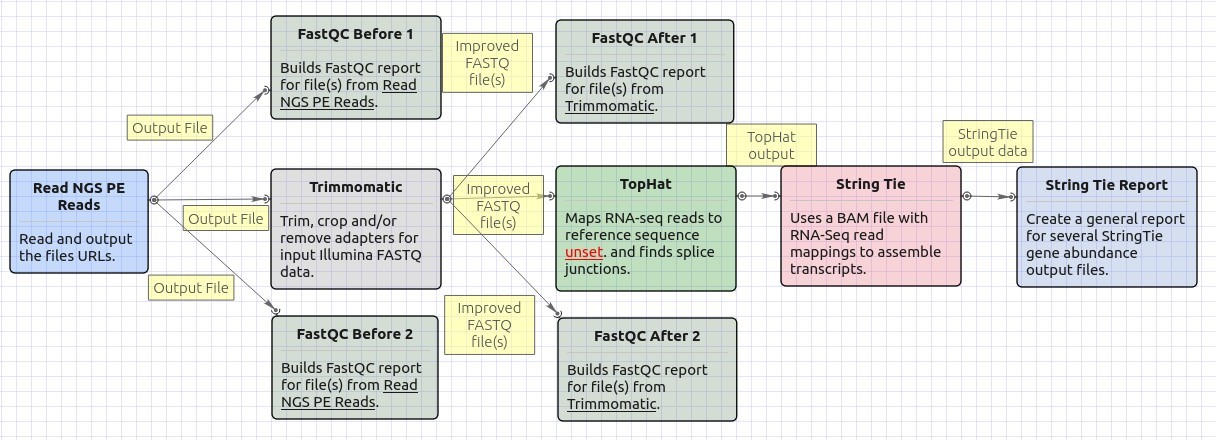 FastQC Before 1
Builds FastQC report
for file(s) from Read
NGS PE Reads.
Improved
FASTQ
file(s)
FastQC After 1
Builds FastQC report
for file(s) from
Trimmomatic.
Output File
TopHat
output
StringTie
output data
Read NGS PE
Reads
Read and output
the files URLs.
Output File
Trimmomatic
Trim, crop and/or
remove adapters for
input Illumina FASTQ
data.
Improved
FASTQ
file(s)
TopHat
Maps RNA-seq reads to
reference sequence
unset. and finds splice
junctions.
String Tie
Uses a BAM file with
RNA-Seq read
mappings to assemble
transcripts.
String Tie Report
Create a general report
for several StringTie
gene abundance
output files.
Output File
FastQC Before 2
Builds FastQC report
for file(s) from Read
NGS PE Reads.
Improved
FASTQ
file(s)
FastQC After 2
Builds FastQC report
for file(s) from
Trimmomatic.